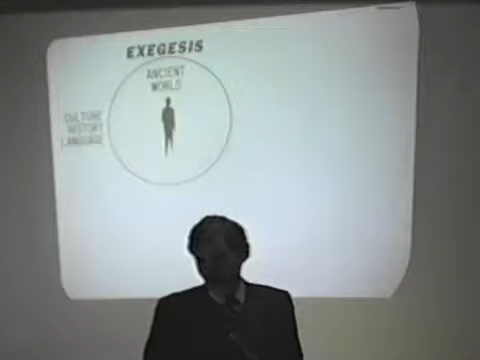 EXEGESIS
ANCIENT
WORLD
CULTURE
HISTORY
LANGUAGE